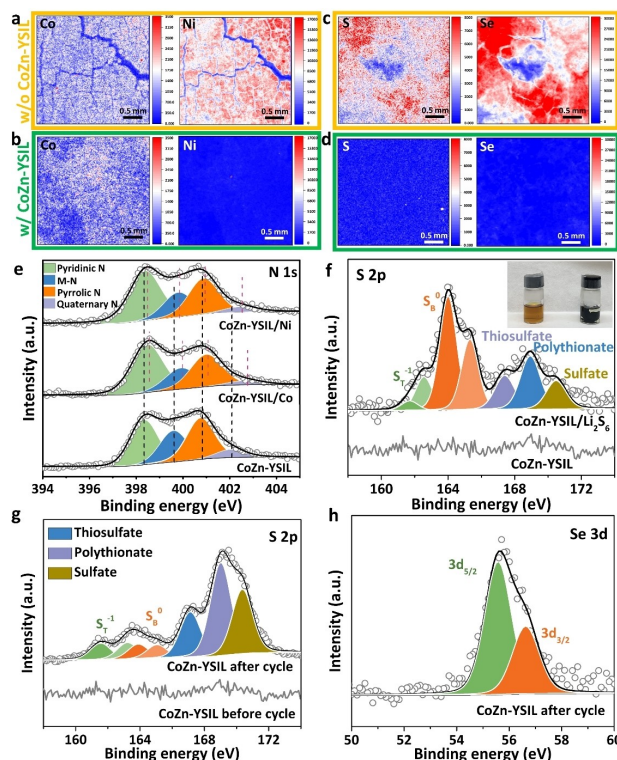 a
w/o CoZn-YSIL
Co
0.5 mm
Ni
0.5 mm
c
S
0.5 mm
Se
0.5 mm
b
w/ CoZn-YSIL
Co
0.5 mm
Ni
0.5 mm
d
S
0.5 mm
Se
0.5 mm
e
N 1s
Pyridinic N
M-N
Pyrrolic N
Quaternary N
CoZn-YSIL/Ni
CoZn-YSIL/Co
CoZn-YSIL
Intensity (a.u.)
394 396 398 400 402 404
Binding energy (eV)
f
S 2p
S_B^0
Thiosulfate
Polythionate
S_T^-1
Sulfate
CoZn-YSIL/Li2S6
CoZn-YSIL
Intensity (a.u.)
160 164 168 172
Binding energy (eV)
g
S 2p
Thiosulfate
Polythionate
Sulfate
S_T^-1
S_B^0
CoZn-YSIL after cycle
CoZn-YSIL before cycle
Intensity (a.u.)
160 164 168 172
Binding energy (eV)
h
Se 3d
3d5/2
3d3/2
CoZn-YSIL after cycle
Intensity (a.u.)
50 52 54 56 58 60
Binding energy (eV)